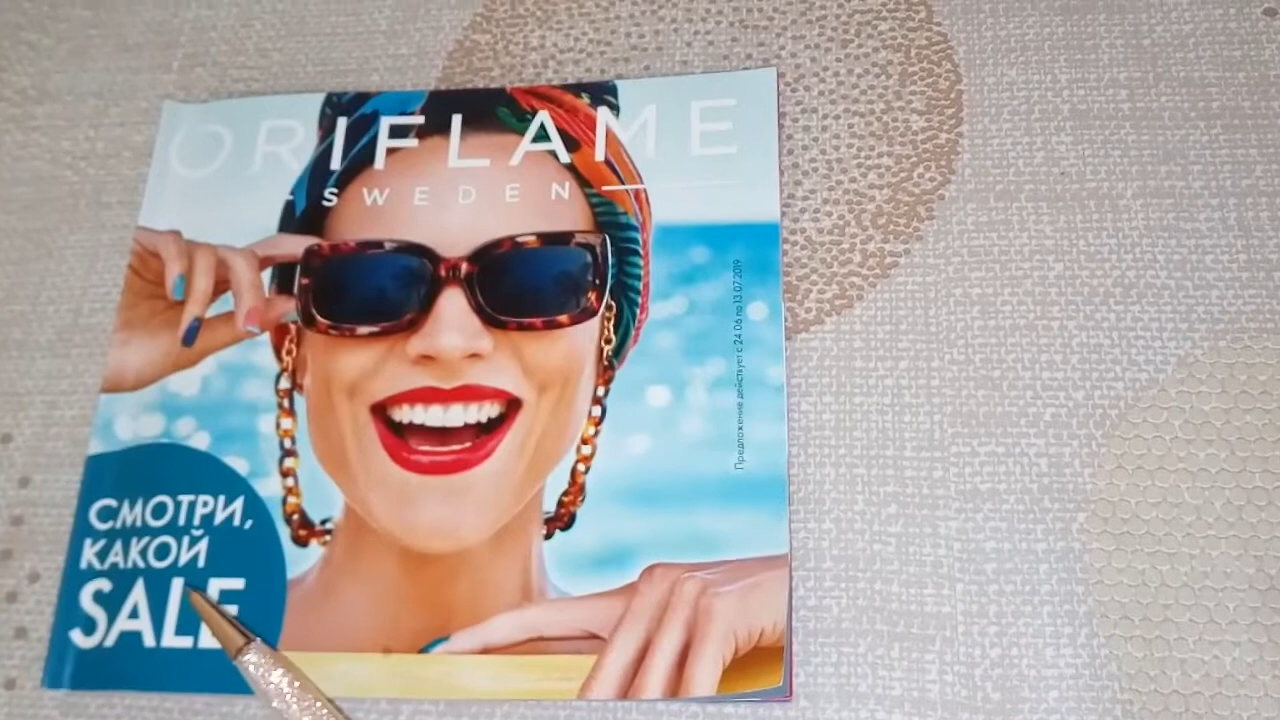 ORIFLAME
SWEDEN
Предложение действует с 24.06 по 13.07.2019
СМОТРИ,
КАКОЙ
SALE